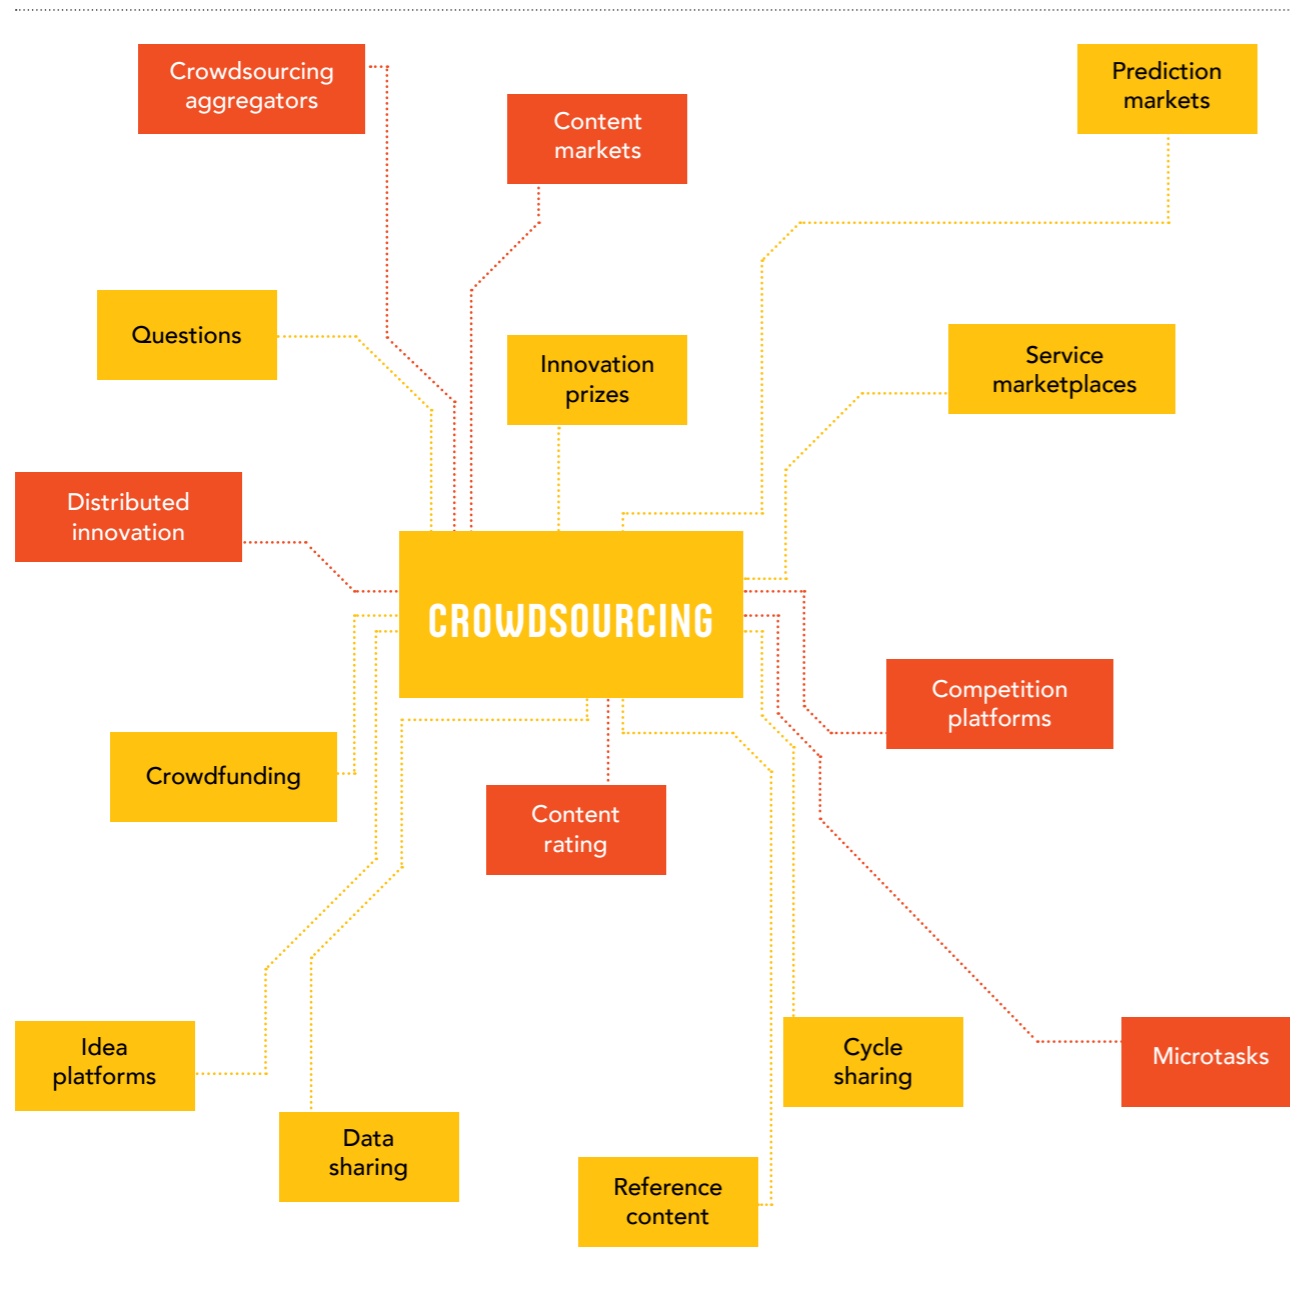 Crowdsourcing
aggregators
Content
markets
Prediction
markets
Questions
Innovation
prizes
Service
marketplaces
Distributed
innovation
CROWDSOURCING
Competition
platforms
Crowdfunding
Content
rating
Idea
platforms
Cycle
sharing
Microtasks
Data
sharing
Reference
content